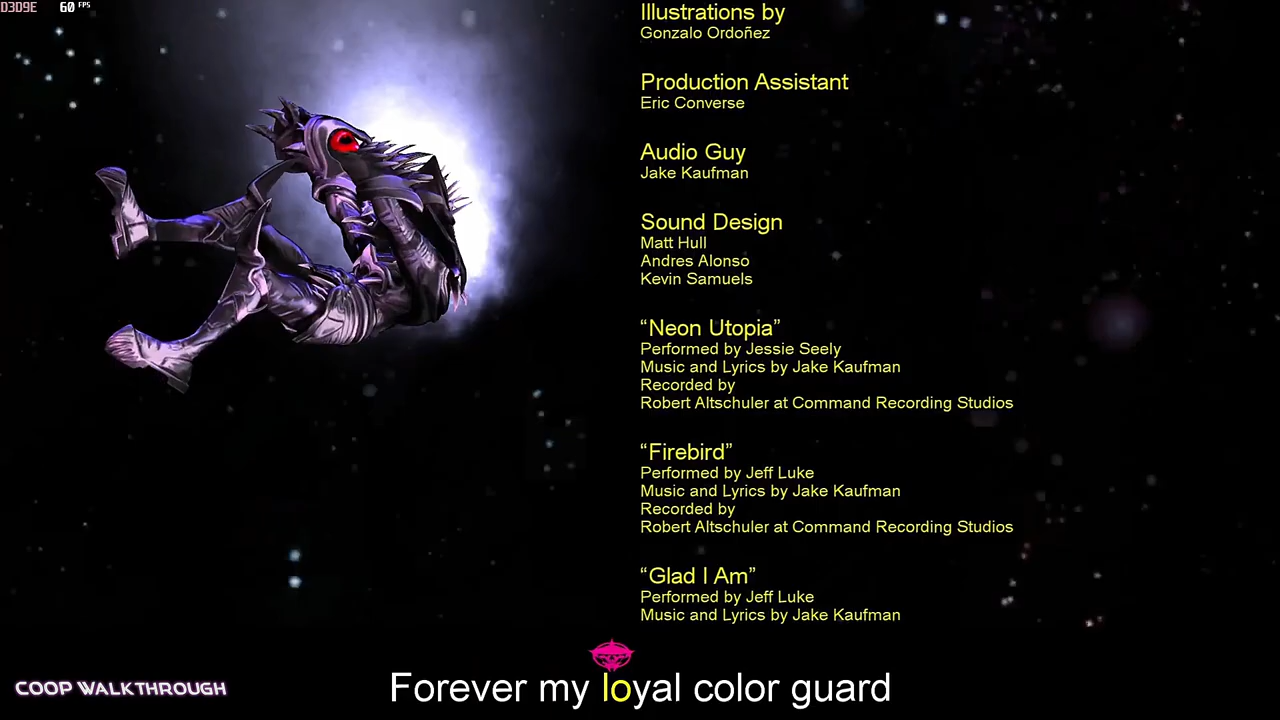 D3D9E 60 FPS
Illustrations by
Gonzalo Ordoñez
Production Assistant
Eric Converse
Audio Guy
Jake Kaufman
Sound Design
Matt Hull
Andres Alonso
Kevin Samuels
“Neon Utopia”
Performed by Jessie Seely
Music and Lyrics by Jake Kaufman
Recorded by
Robert Altschuler at Command Recording Studios
“Firebird”
Performed by Jeff Luke
Music and Lyrics by Jake Kaufman
Recorded by
Robert Altschuler at Command Recording Studios
“Glad I Am”
Performed by Jeff Luke
Music and Lyrics by Jake Kaufman
COOP WALKTHROUGH
Forever my loyal color guard